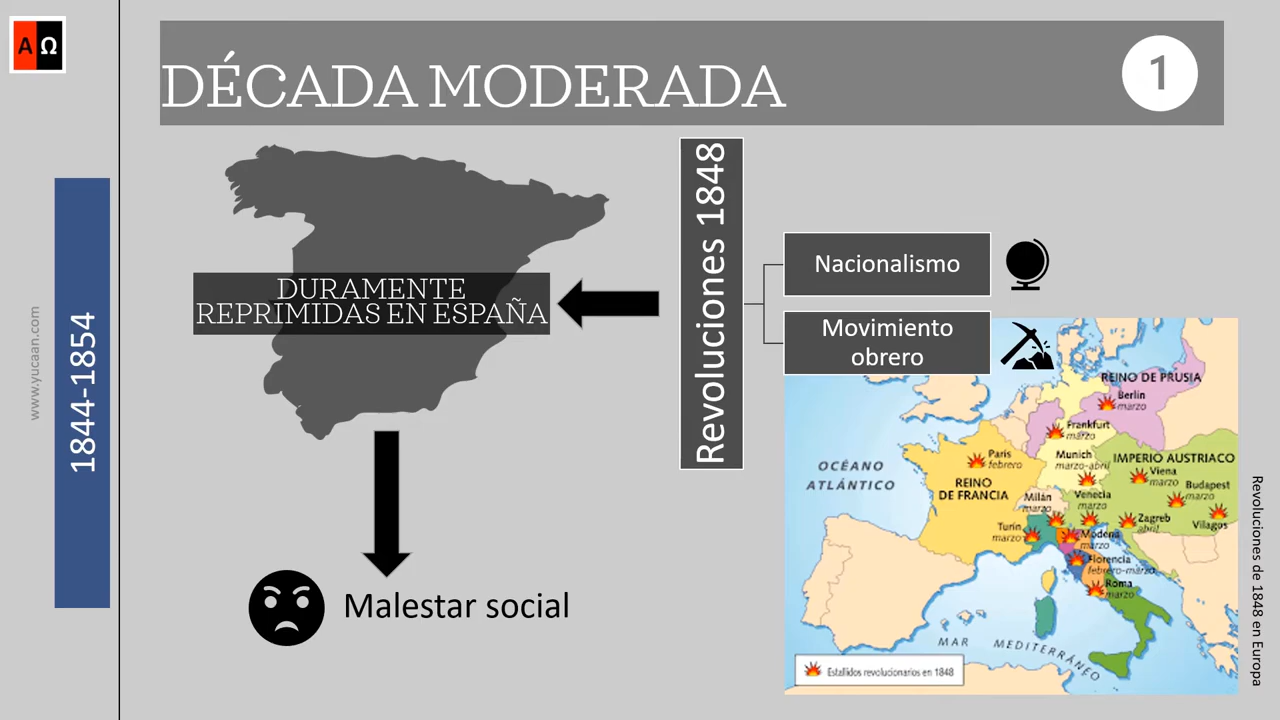 A Ω
DÉCADA MODERADA
1
www.yucaan.com
1844-1854
DURAMENTE
REPRIMIDAS EN ESPAÑA
Revoluciones 1848
Nacionalismo
Movimiento
obrero
Malestar social
REINO DE PRUSIA
Berlín
marzo
Frankfurt
marzo
París
febrero
Munich
marzo-abril
IMPERIO AUSTRIACO
Viena
marzo
Budapest
marzo
OCÉANO
ATLÁNTICO
REINO
DE FRANCIA
Milán
marzo
Venecia
marzo
Zagreb
abril
Vilagos
Turín
marzo
Modena
marzo
Florencia
febrero-marzo
Roma
marzo
MAR MEDITERRÁNEO
Estallidos revolucionarios en 1848
Revoluciones de 1848 en Europa